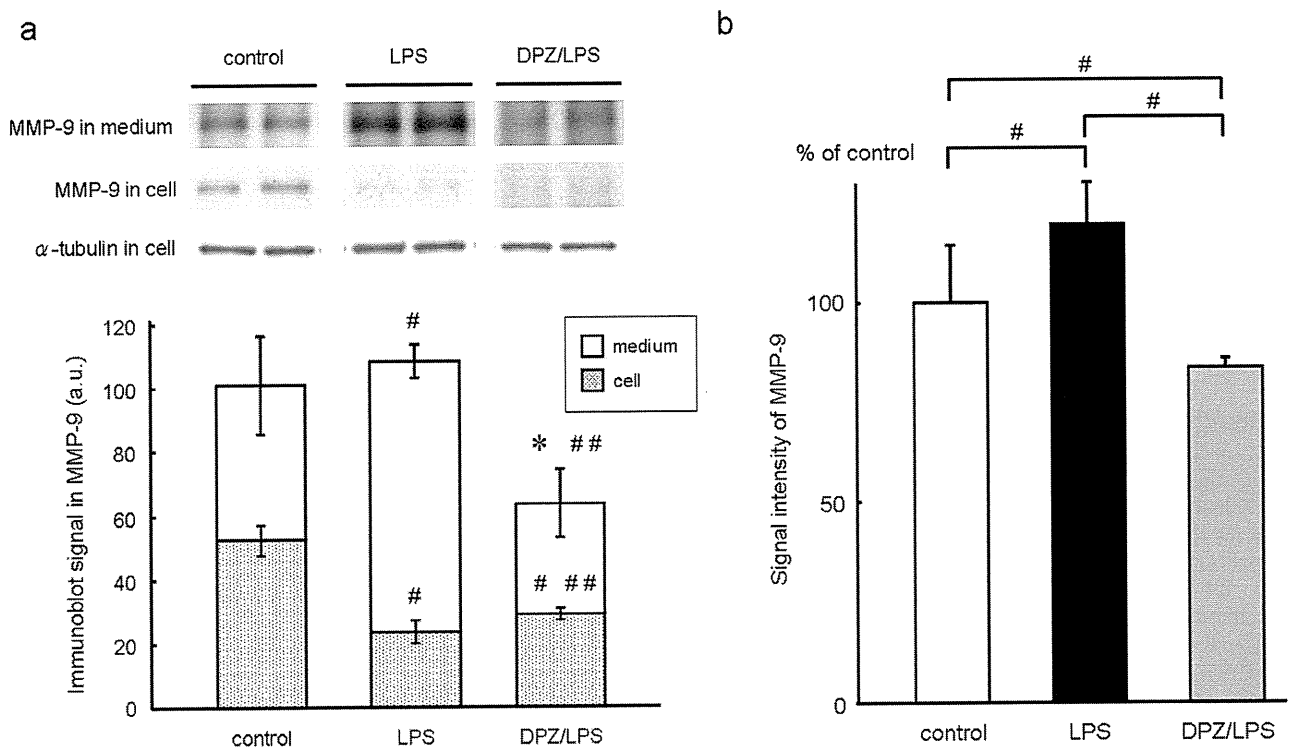 a
control LPS DPZ/LPS
MMP-9 in medium
MMP-9 in cell
α-tubulin in cell
Immunoblot signal in MMP-9 (a.u.)
120
100
80
60
40
20
0
#
* ##
#
# ##
medium
cell
control LPS DPZ/LPS
b
#
#
#
% of control
Signal intensity of MMP-9
100
50
0
control LPS DPZ/LPS